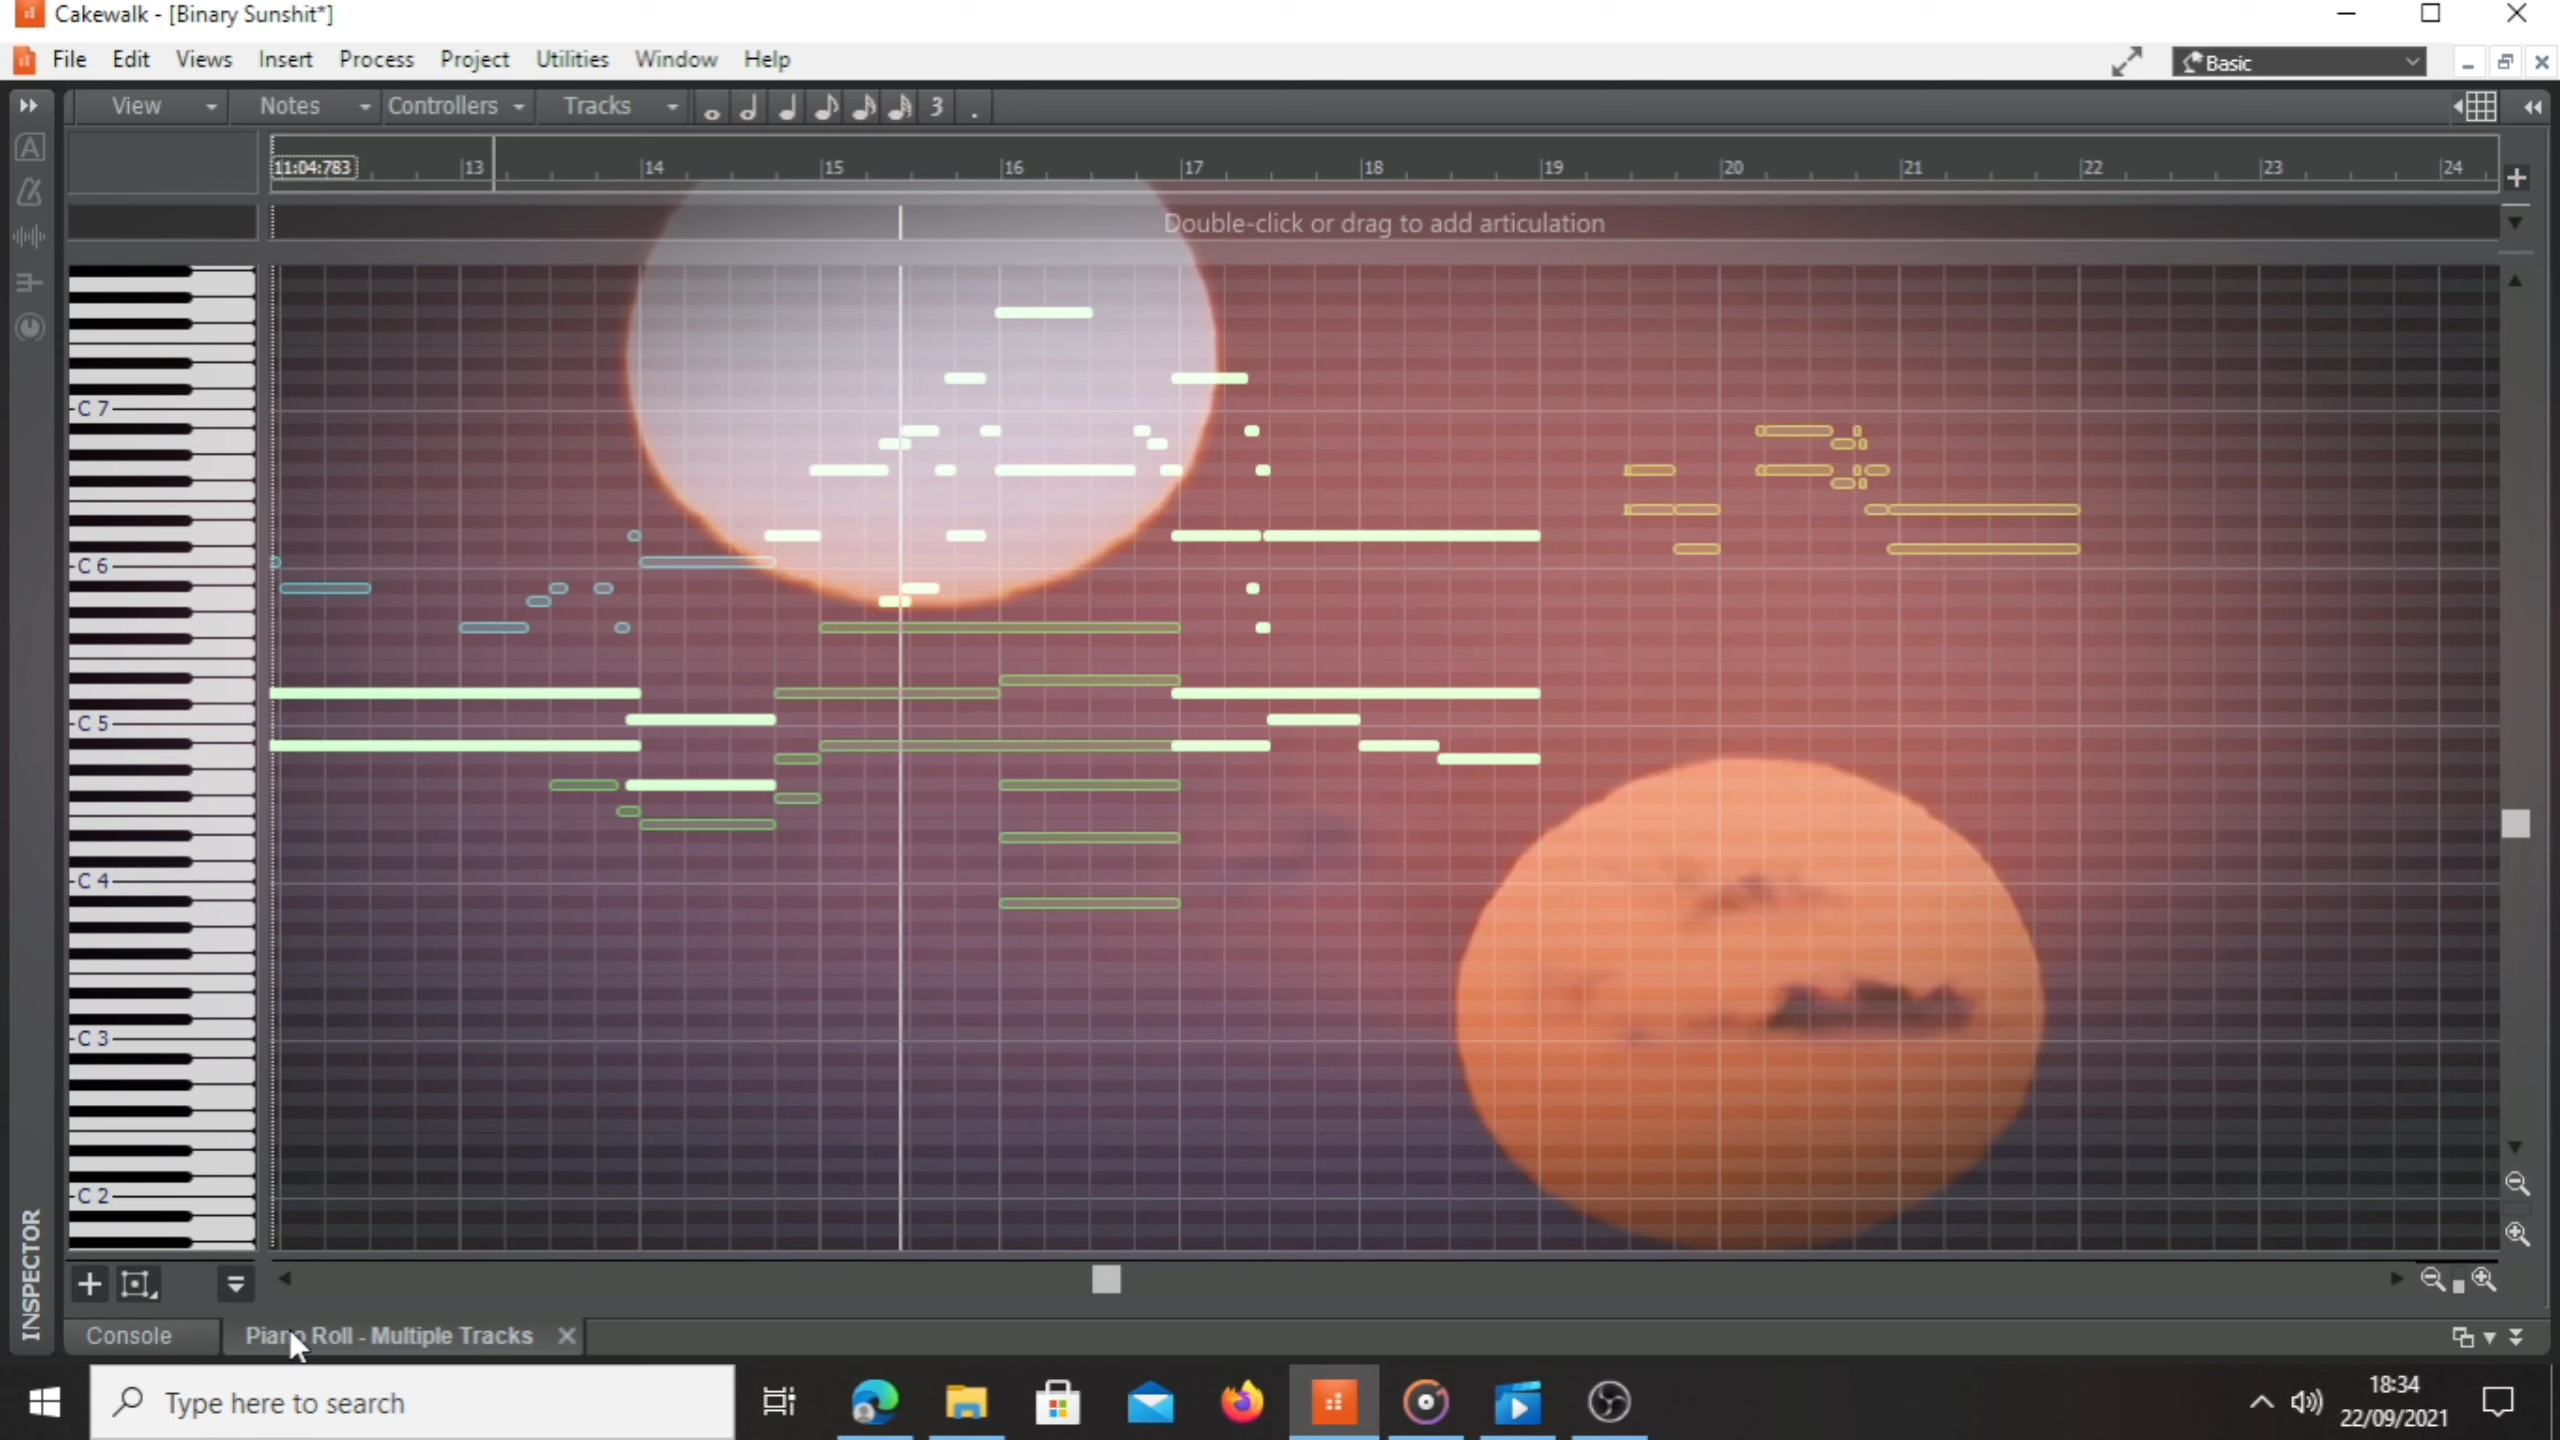 Cakewalk - [Binary Sunshit*]
File Edit Views Insert Process Project Utilities Window Help
Basic
View Notes Controllers Tracks 3 .
11:04:783 13 14 15 16 17 18 19 20 21 22 23 24
Double-click or drag to add articulation
C 7
C 6
C 5
C 4
C 3
C 2
INSPECTOR
Console Piano Roll - Multiple Tracks
Type here to search
18:34
22/09/2021